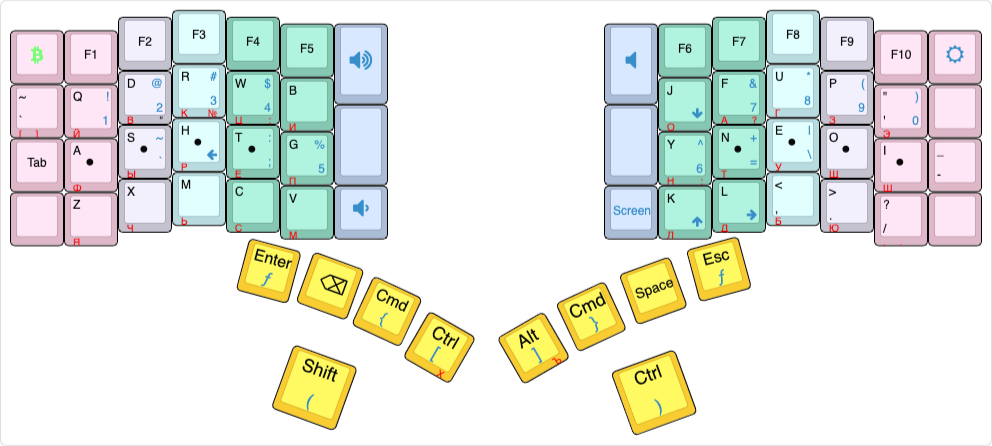 ₿ F1 F2 F3 F4 F5
F6 F7 F8 F9 F10
~ ` [ ]
Q ! 1 Й
D @ 2 В "
R # 3 К №
W $ 4 Ц :
B И
J О
F & 7 А ?
U * 8 Г
P ( 9 З
" ) ' 0 Э
Tab
A Ф
S ~ ` Ы
H Р
T : ; Е
G % 5 П
Y ^ 6 Н :
N + = Т
E | \ У
O Ш
I Ш
_ -
Z Я
X Ч
M Ь
C С
V М
Screen
K Л
L Д
< , Б
> . Ю
? /
Enter ƒ
Cmd {
Ctrl [ Х
Shift (
Alt ] Ъ
Cmd }
Space
Esc ƒ
Ctrl )